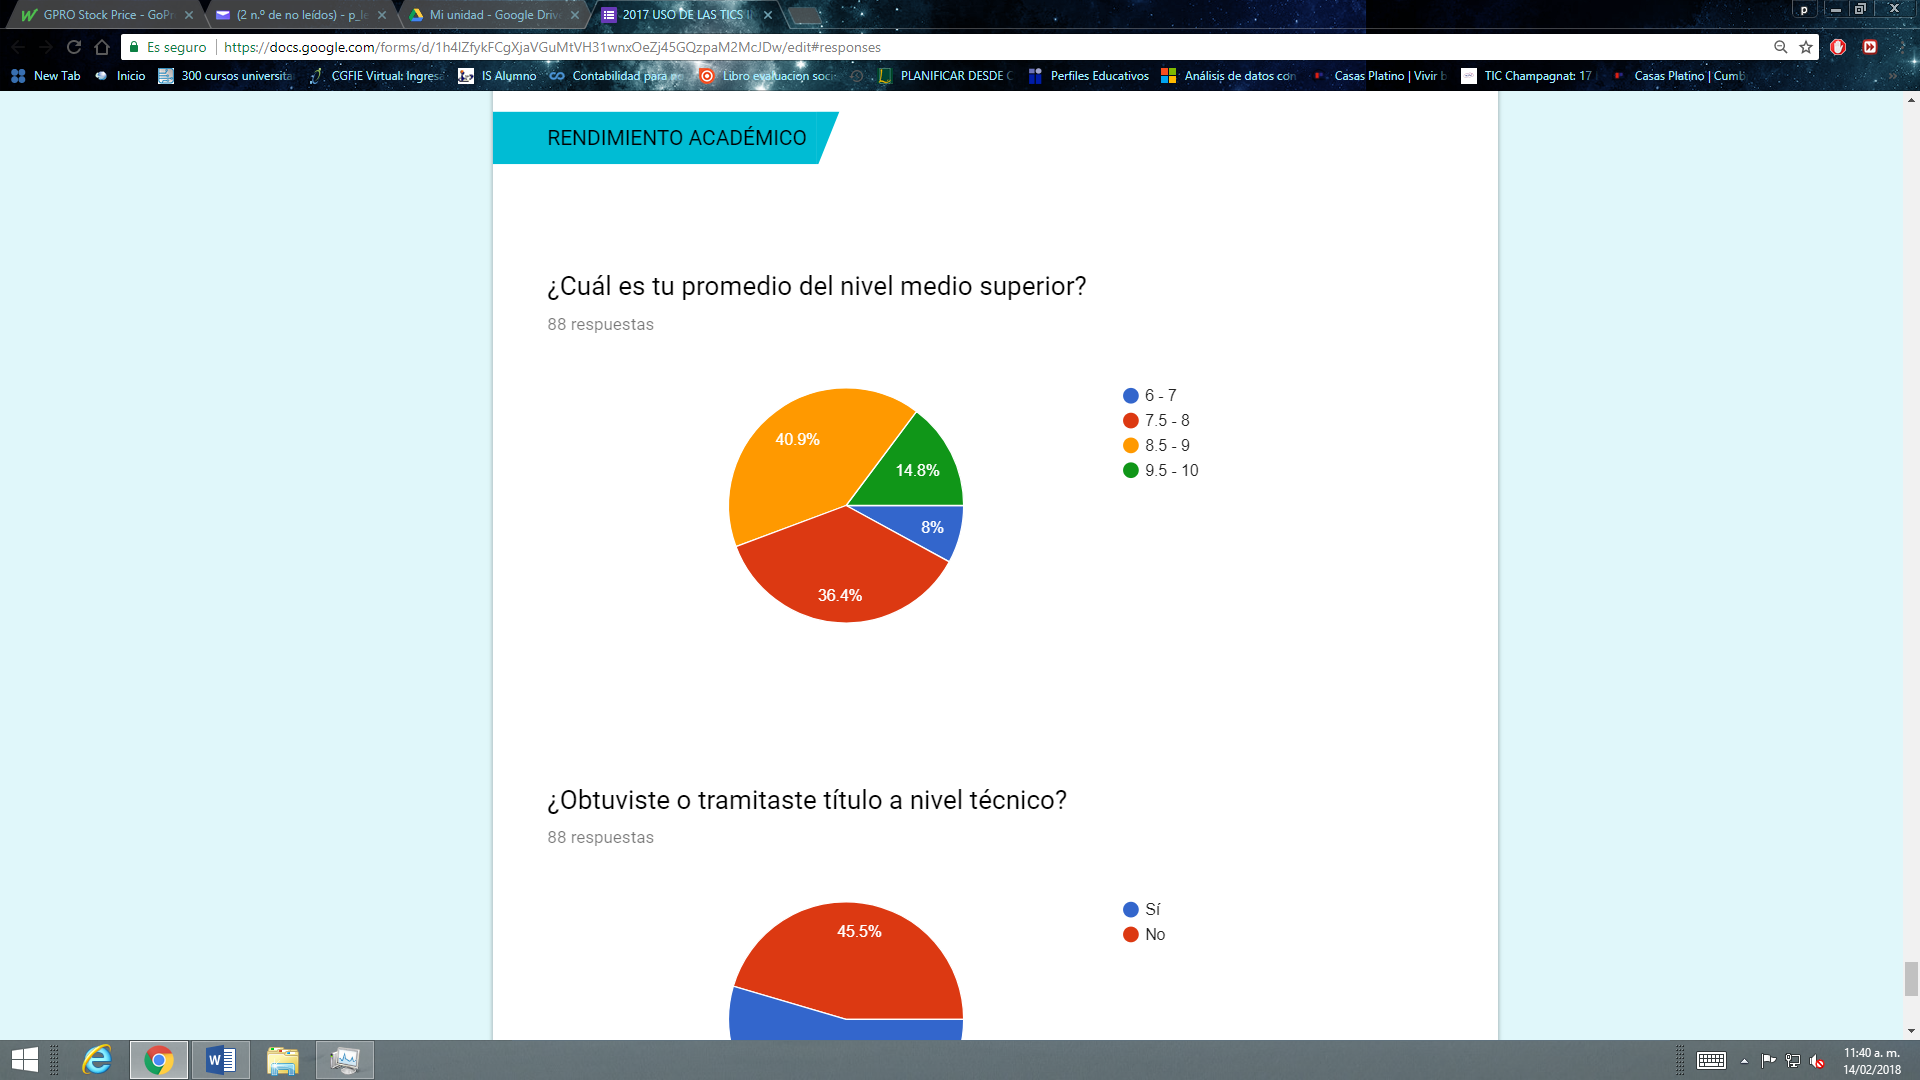 GPRO Stock Price - GoPr
(2 n.º de no leídos) - p_le
Mi unidad - Google Drive
2017 USO DE LAS TICS
p
Es seguro
https://docs.google.com/forms/d/1h4lZfykFCgXjaVGuMtVH31wnxOeZj45GQzpaM2McJDw/edit#responses
New Tab
Inicio
300 cursos universita
CGFIE Virtual: Ingresa
IS Alumno
Contabilidad para
Libro evaluacion soci
PLANIFICAR DESDE
Perfiles Educativos
Análisis de datos con
Casas Platino | Vivir b
TIC Champagnat: 17
Casas Platino | Cumb
RENDIMIENTO ACADÉMICO
¿Cuál es tu promedio del nivel medio superior?
88 respuestas
40.9%
14.8%
8%
36.4%
6 - 7
7.5 - 8
8.5 - 9
9.5 - 10
¿Obtuviste o tramitaste título a nivel técnico?
88 respuestas
45.5%
Sí
No
11:40 a. m.
14/02/2018